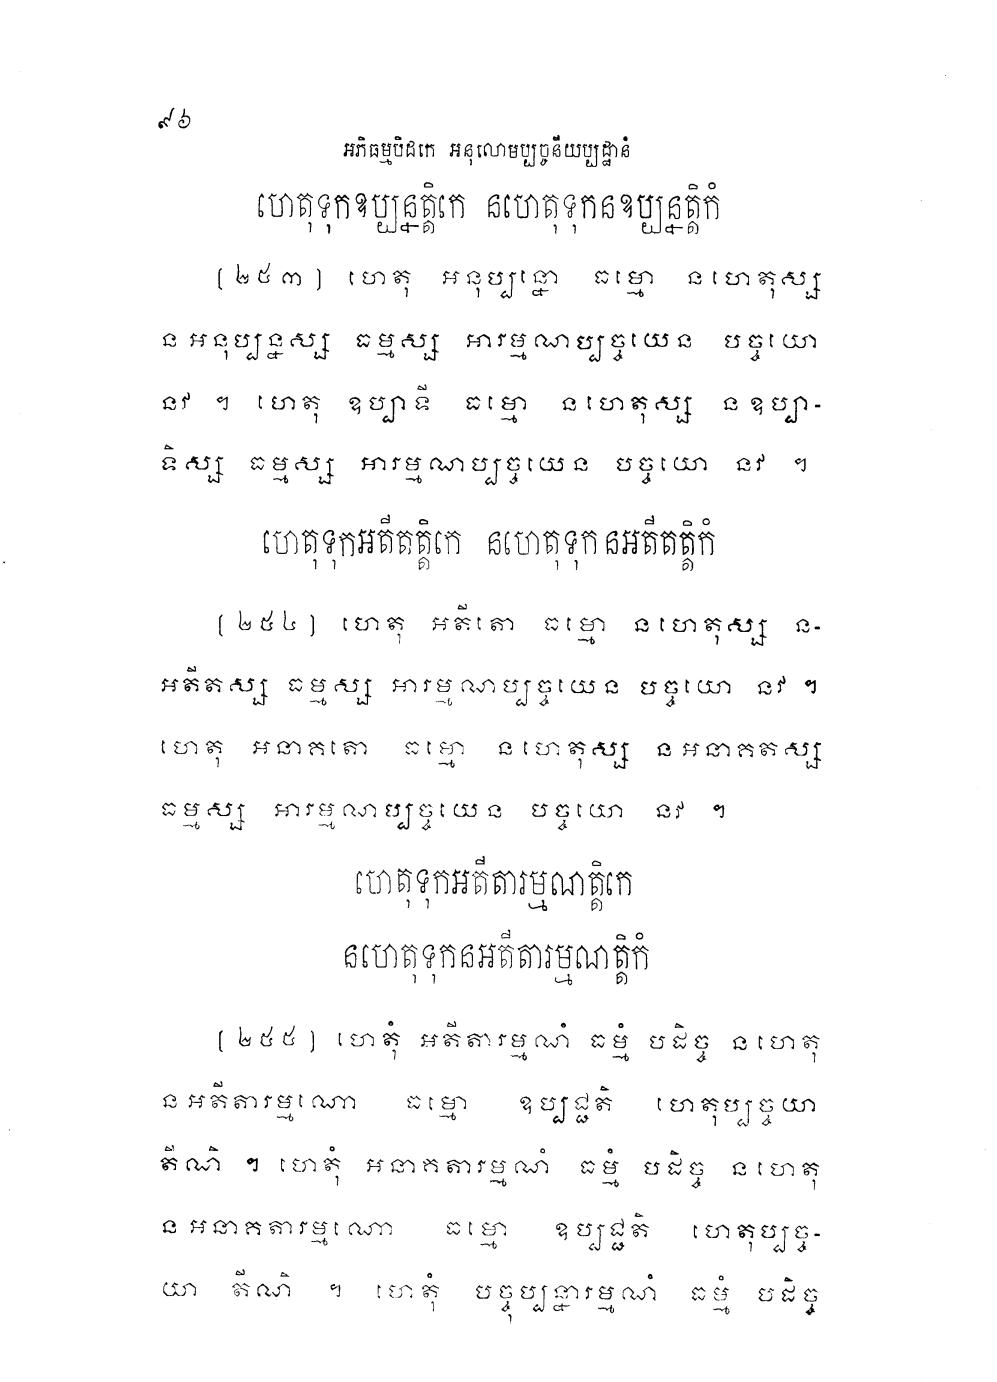 ៩៦
អភិធម្មបិដកេ អនុលោមប្បច្ចនីយប្បដ្ឋានំ
ហេតុទុកឧប្បន្នត្តិកេ នហេតុទុកនឧប្បន្នត្តិកំ
[២៥៣] ហេតុ អនុប្បន្នោ ធម្មោ នហេតុស្ស
នអនុប្បន្នស្ស ធម្មស្ស អារម្មណប្បច្ចយេន បច្ចយោ
នវ ។ ហេតុ ឧប្បាទី ធម្មោ នហេតុស្ស នឧប្បា-
ទិស្ស ធម្មស្ស អារម្មណប្បច្ចយេន បច្ចយោ នវ ។
ហេតុទុកអតីតត្តិកេ នហេតុទុកនអតីតត្តិកំ
[២៥៤] ហេតុ អតីតោ ធម្មោ នហេតុស្ស ន-
អតីតស្ស ធម្មស្ស អារម្មណប្បច្ចយេន បច្ចយោ នវ ។
ហេតុ អនាគតោ ធម្មោ នហេតុស្ស នអនាគតស្ស
ធម្មស្ស អារម្មណប្បច្ចយេន បច្ចយោ នវ ។
ហេតុទុកអតីតារម្មណត្តិកេ
នហេតុទុកនអតីតារម្មណត្តិកំ
[២៥៥] ហេតុំ អតីតារម្មណំ ធម្មំ បដិច្ច នហេតុ
នអតីតារម្មណោ ធម្មោ ឧប្បជ្ជតិ ហេតុប្បច្ចយា
តីណិ ។ ហេតុំ អនាគតារម្មណំ ធម្មំ បដិច្ច នហេតុ
នអនាគតារម្មណោ ធម្មោ ឧប្បជ្ជតិ ហេតុប្បច្ច-
យា តីណិ ។ ហេតុំ បច្ចុប្បន្នារម្មណំ ធម្មំ បដិច្ច